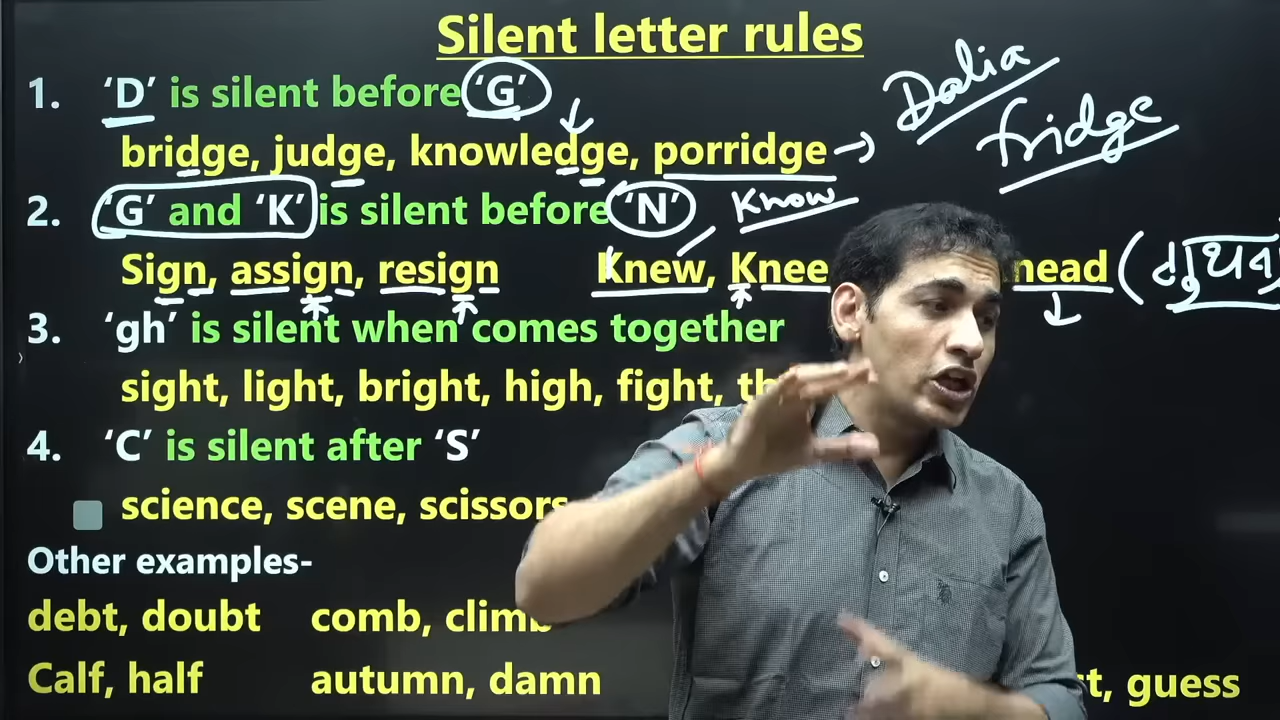 Silent letter rules
1. ‘D’ is silent before ‘G’
bridge, judge, knowledge, porridge → Dalia
fridge
2. ‘G’ and ‘K’ is silent before ‘N’ Know
Sign, assign, resign Knew, Knee head (
3. ‘gh’ is silent when comes together
sight, light, bright, high, fight,
4. ‘C’ is silent after ‘S’
science, scene, scissors
Other examples-
debt, doubt comb, climb
Calf, half autumn, damn guess